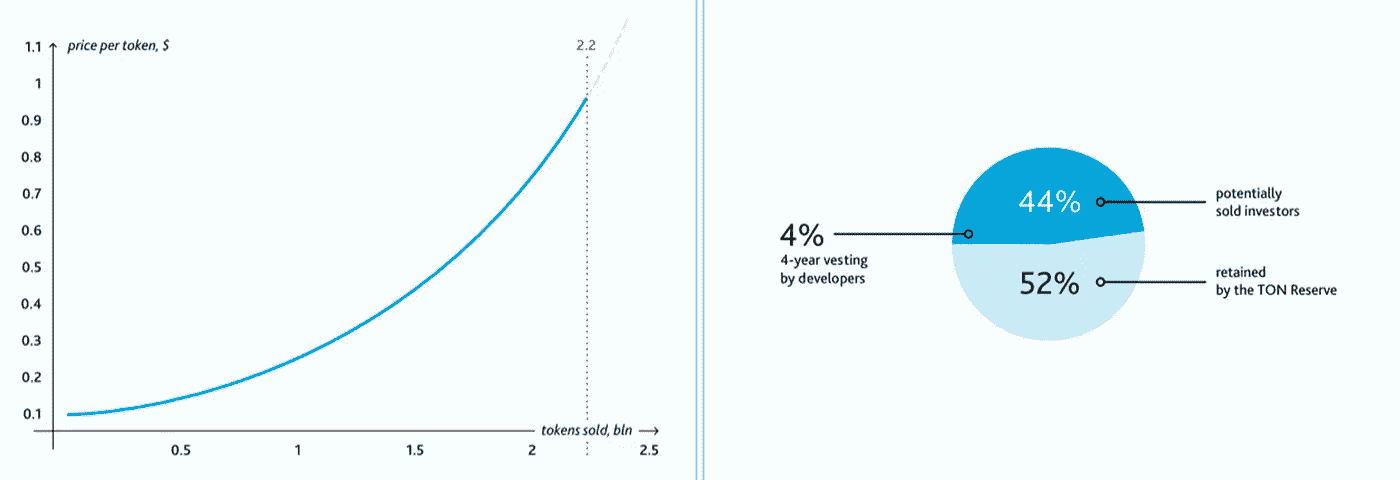 1.1
price per token, $
2.2
1
0.9
0.8
0.7
0.6
0.5
0.4
0.3
0.2
0.1
tokens sold, bln
0.5
1
1.5
2
2.5
44%
potentially
sold investors
4%
4-year vesting
by developers
52%
retained
by the TON Reserve